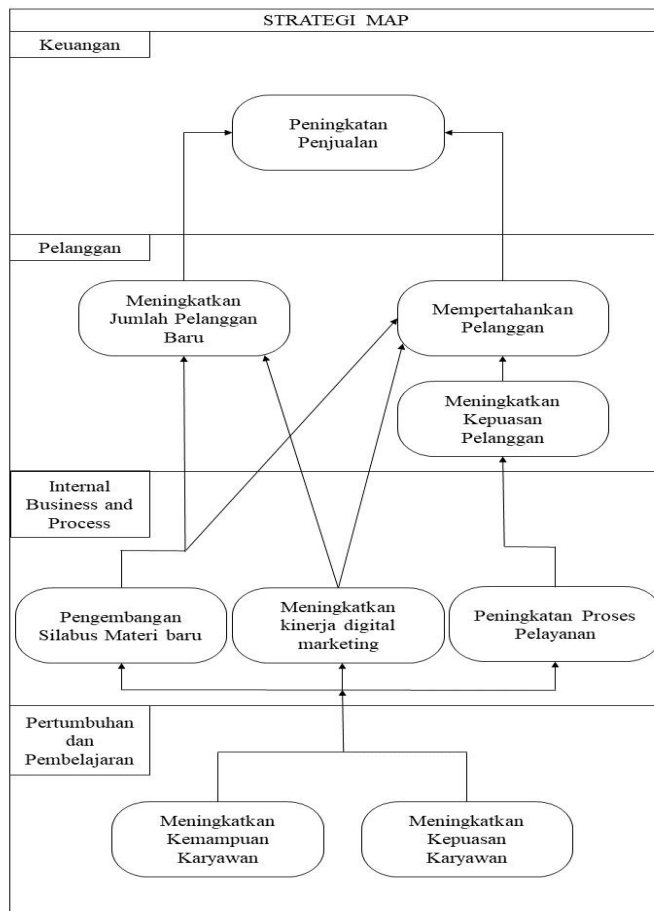 STRATEGI MAP
Keuangan
Peningkatan
Penjualan
Pelanggan
Meningkatkan
Jumlah Pelanggan
Baru
Mempertahankan
Pelanggan
Meningkatkan
Kepuasan
Pelanggan
Internal
Business and
Process
Pengembangan
Silabus Materi baru
Meningkatkan
kinerja digital
marketing
Peningkatan Proses
Pelayanan
Pertumbuhan
dan
Pembelajaran
Meningkatkan
Kemampuan
Karyawan
Meningkatkan
Kepuasan
Karyawan